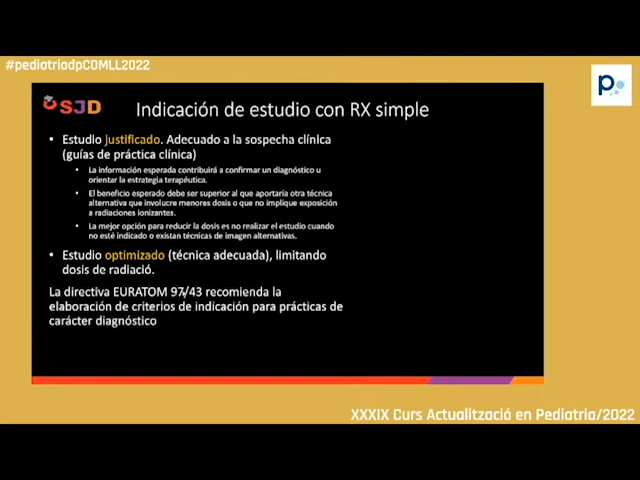 #pediatriadpCOMLL2022
p
SJD
Indicación de estudio con RX simple
• Estudio justificado. Adecuado a la sospecha clínica
(guías de práctica clínica)
• La información esperada contribuirá a confirmar un diagnóstico u
orientar la estrategia terapeutica.
• El beneficio esperado debe ser superior al que aportaría otra técnica
alternativa que involucre menores dosis o que no implique exposición
a radiaciones ionizantes.
• La mejor opción para reducir la dosis es no realizar el estudio cuando
no esté indicado o existan técnicas de imagen alternativas.
• Estudio optimizado (técnica adecuada), limitando
dosis de radiació.
La directiva EURATOM 97/43 recomienda la
elaboración de criterios de indicación para prácticas de
carácter diagnóstico
XXXIX Curs Actualització en Pediatria/2022